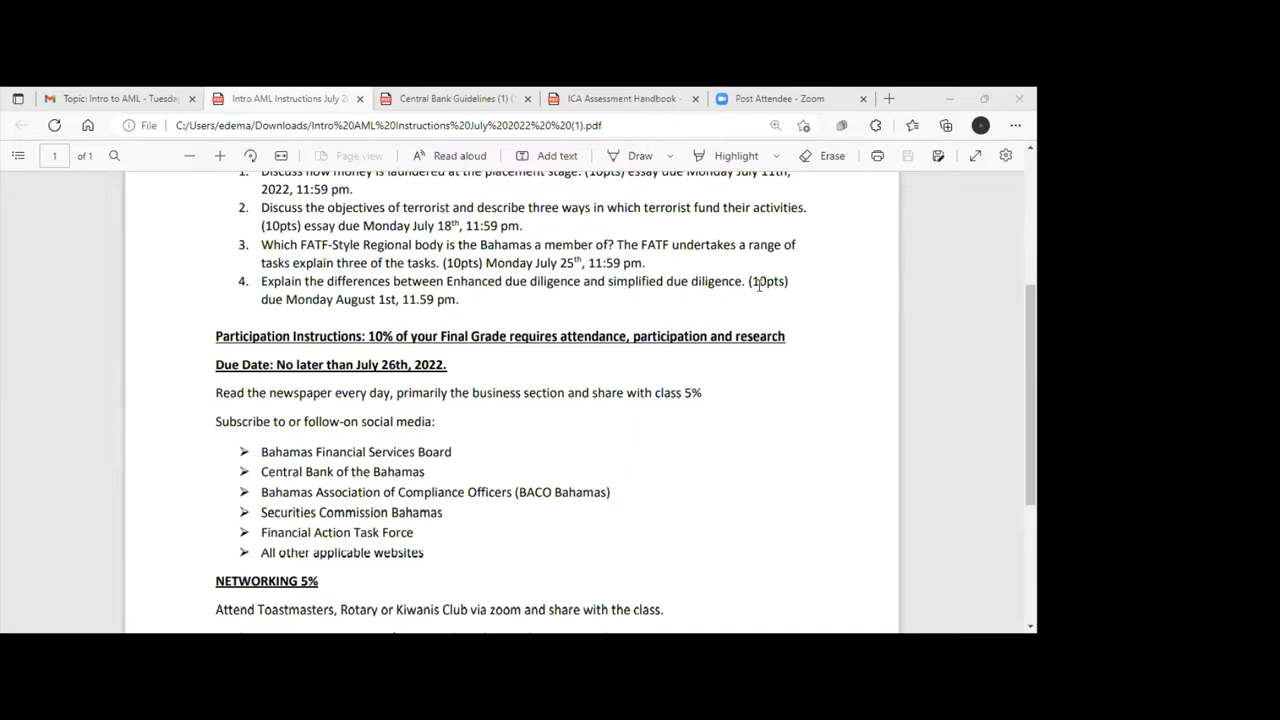 Topic: Intro to AML - Tuesday
Intro AML Instructions July 2
Central Bank Guidelines (1) (
ICA Assessment Handbook -
Post Attendee - Zoom
File C:/Users/edema/Downloads/Intro%20AML%20Instructions%20July%202022%20%20(1).pdf
1 of 1 Page view Read aloud Add text Draw Highlight Erase
1. Discuss how money is laundered at the placement stage. (10pts) essay due Monday July 11th,
2022, 11:59 pm.
2. Discuss the objectives of terrorist and describe three ways in which terrorist fund their activities.
(10pts) essay due Monday July 18th, 11:59 pm.
3. Which FATF-Style Regional body is the Bahamas a member of? The FATF undertakes a range of
tasks explain three of the tasks. (10pts) Monday July 25th, 11:59 pm.
4. Explain the differences between Enhanced due diligence and simplified due diligence. (10pts)
due Monday August 1st, 11.59 pm.
Participation Instructions: 10% of your Final Grade requires attendance, participation and research
Due Date: No later than July 26th, 2022.
Read the newspaper every day, primarily the business section and share with class 5%
Subscribe to or follow-on social media:
➢ Bahamas Financial Services Board
➢ Central Bank of the Bahamas
➢ Bahamas Association of Compliance Officers (BACO Bahamas)
➢ Securities Commission Bahamas
➢ Financial Action Task Force
➢ All other applicable websites
NETWORKING 5%
Attend Toastmasters, Rotary or Kiwanis Club via zoom and share with the class.